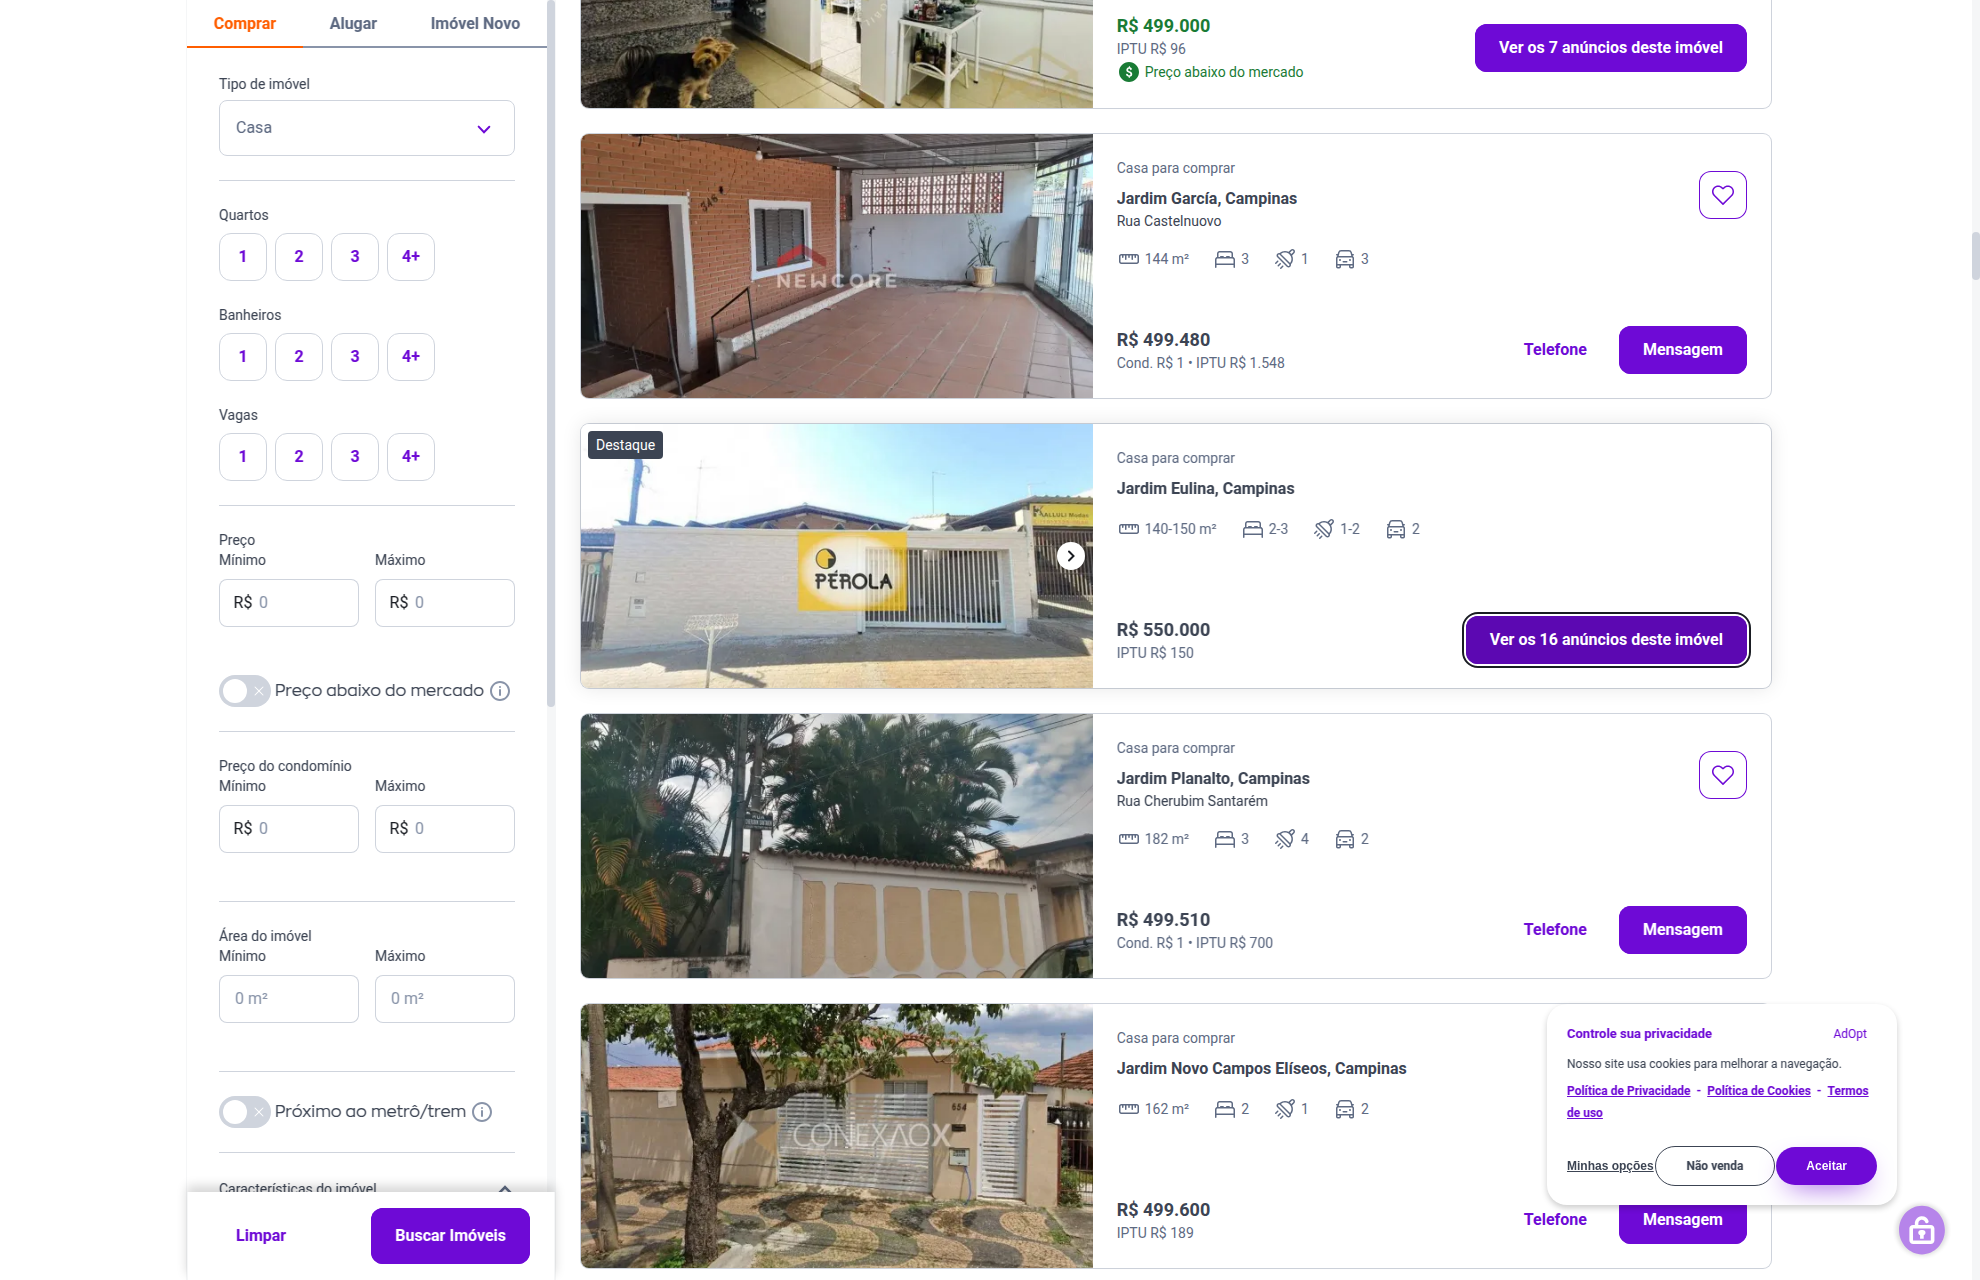 Comprar
Alugar
Imóvel Novo
Tipo de imóvel
Casa
Quartos
1
2
3
4+
Banheiros
1
2
3
4+
Vagas
1
2
3
4+
Preço
Mínimo
Máximo
R$ 0
R$ 0
Preço abaixo do mercado
Preço do condomínio
Mínimo
Máximo
R$ 0
R$ 0
Área do imóvel
Mínimo
Máximo
0 m²
0 m²
Próximo ao metrô/trem
Características do imóvel
Limpar
Buscar Imóveis
R$ 499.000
IPTU R$ 96
Preço abaixo do mercado
Ver os 7 anúncios deste imóvel
346
NEWCORE
Casa para comprar
Jardim García, Campinas
Rua Castelnuovo
144 m²
3
1
3
R$ 499.480
Cond. R$ 1 • IPTU R$ 1.548
Telefone
Mensagem
Destaque
PÉROLA
Casa para comprar
Jardim Eulina, Campinas
140-150 m²
2-3
1-2
2
R$ 550.000
IPTU R$ 150
Ver os 16 anúncios deste imóvel
Casa para comprar
Jardim Planalto, Campinas
Rua Cherubim Santarém
182 m²
3
4
2
R$ 499.510
Cond. R$ 1 • IPTU R$ 700
Telefone
Mensagem
654
CONEXAOX
Casa para comprar
Jardim Novo Campos Elíseos, Campinas
162 m²
2
1
2
R$ 499.600
IPTU R$ 189
Telefone
Mensagem
Controle sua privacidade
AdOpt
Nosso site usa cookies para melhorar a navegação.
Política de Privacidade - Política de Cookies - Termos
de uso
Minhas opções
Não venda
Aceitar